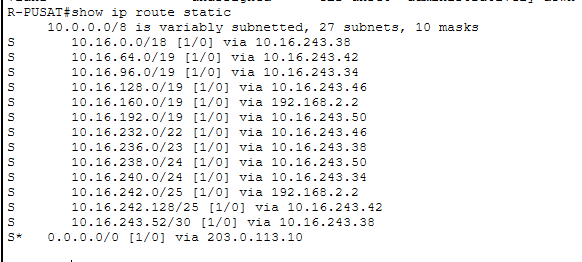 R-PUSAT#show ip route static
10.0.0.0/8 is variably subnetted, 27 subnets, 10 masks
S 10.16.0.0/18 [1/0] via 10.16.243.38
S 10.16.64.0/19 [1/0] via 10.16.243.42
S 10.16.96.0/19 [1/0] via 10.16.243.34
S 10.16.128.0/19 [1/0] via 10.16.243.46
S 10.16.160.0/19 [1/0] via 192.168.2.2
S 10.16.192.0/19 [1/0] via 10.16.243.50
S 10.16.232.0/22 [1/0] via 10.16.243.46
S 10.16.236.0/23 [1/0] via 10.16.243.38
S 10.16.238.0/24 [1/0] via 10.16.243.50
S 10.16.240.0/24 [1/0] via 10.16.243.34
S 10.16.242.0/25 [1/0] via 192.168.2.2
S 10.16.242.128/25 [1/0] via 10.16.243.42
S 10.16.243.52/30 [1/0] via 10.16.243.38
S* 0.0.0.0/0 [1/0] via 203.0.113.10